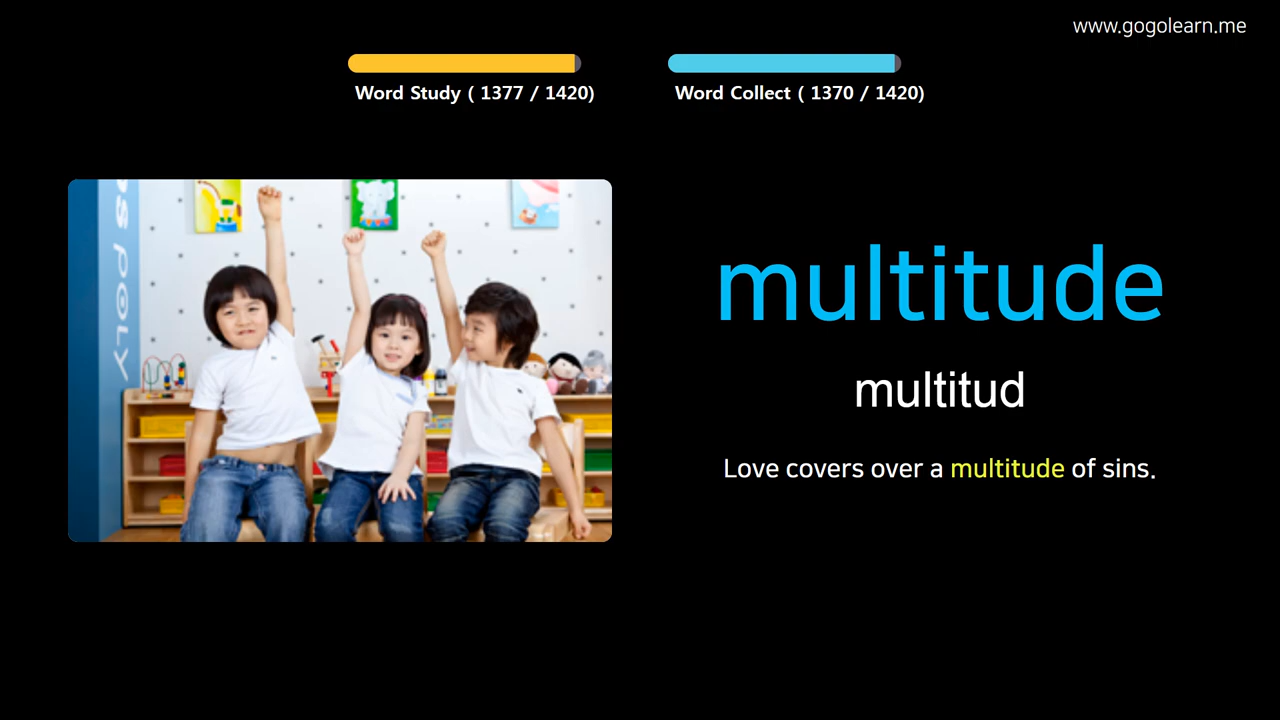 www.gogolearn.me
Word Study ( 1377 / 1420)
Word Collect ( 1370 / 1420)
POLY
multitude
multitud
Love covers over a multitude of sins.